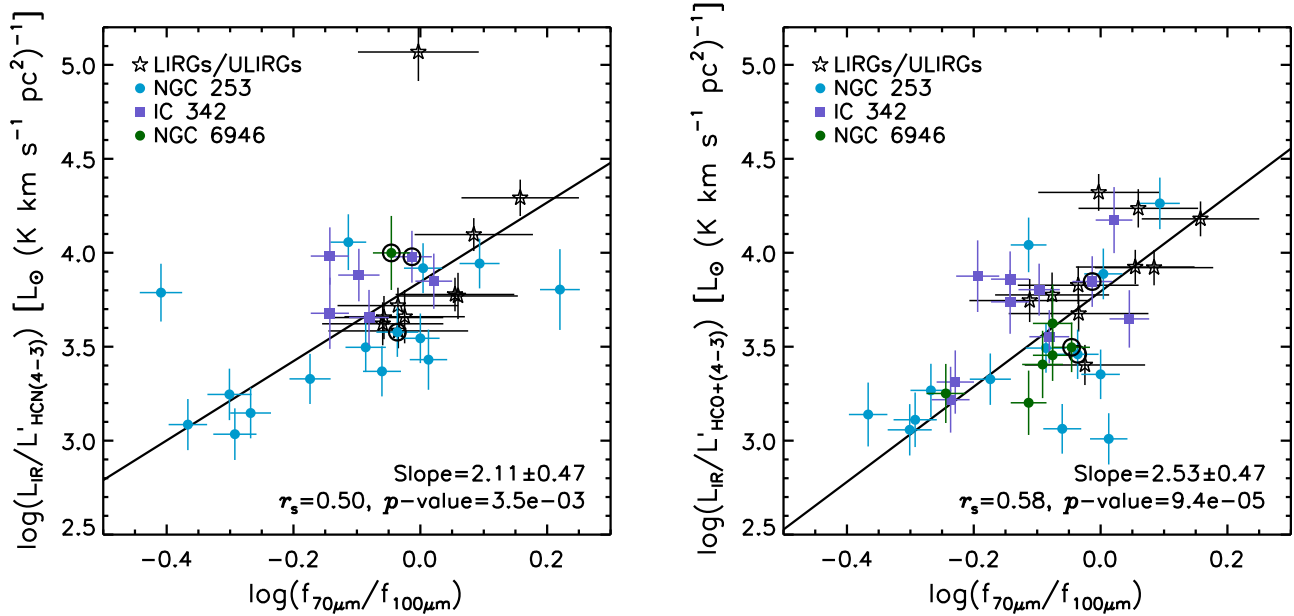 log(L_IR/L'_HCN(4−3) [L_⊙ (K km s^−1 pc^2)^−1]
5.0
4.5
4.0
3.5
3.0
2.5
LIRGs/ULIRGs
NGC 253
IC 342
NGC 6946
Slope=2.11±0.47
r_s=0.50, p−value=3.5e−03
−0.4
−0.2
0.0
0.2
log(f_70μm/f_100μm)
log(L_IR/L'_HCO+(4−3)) [L_⊙ (K km s^−1 pc^2)^−1]
5.0
4.5
4.0
3.5
3.0
2.5
LIRGs/ULIRGs
NGC 253
IC 342
NGC 6946
Slope=2.53±0.47
r_s=0.58, p−value=9.4e−05
−0.4
−0.2
0.0
0.2
log(f_70μm/f_100μm)